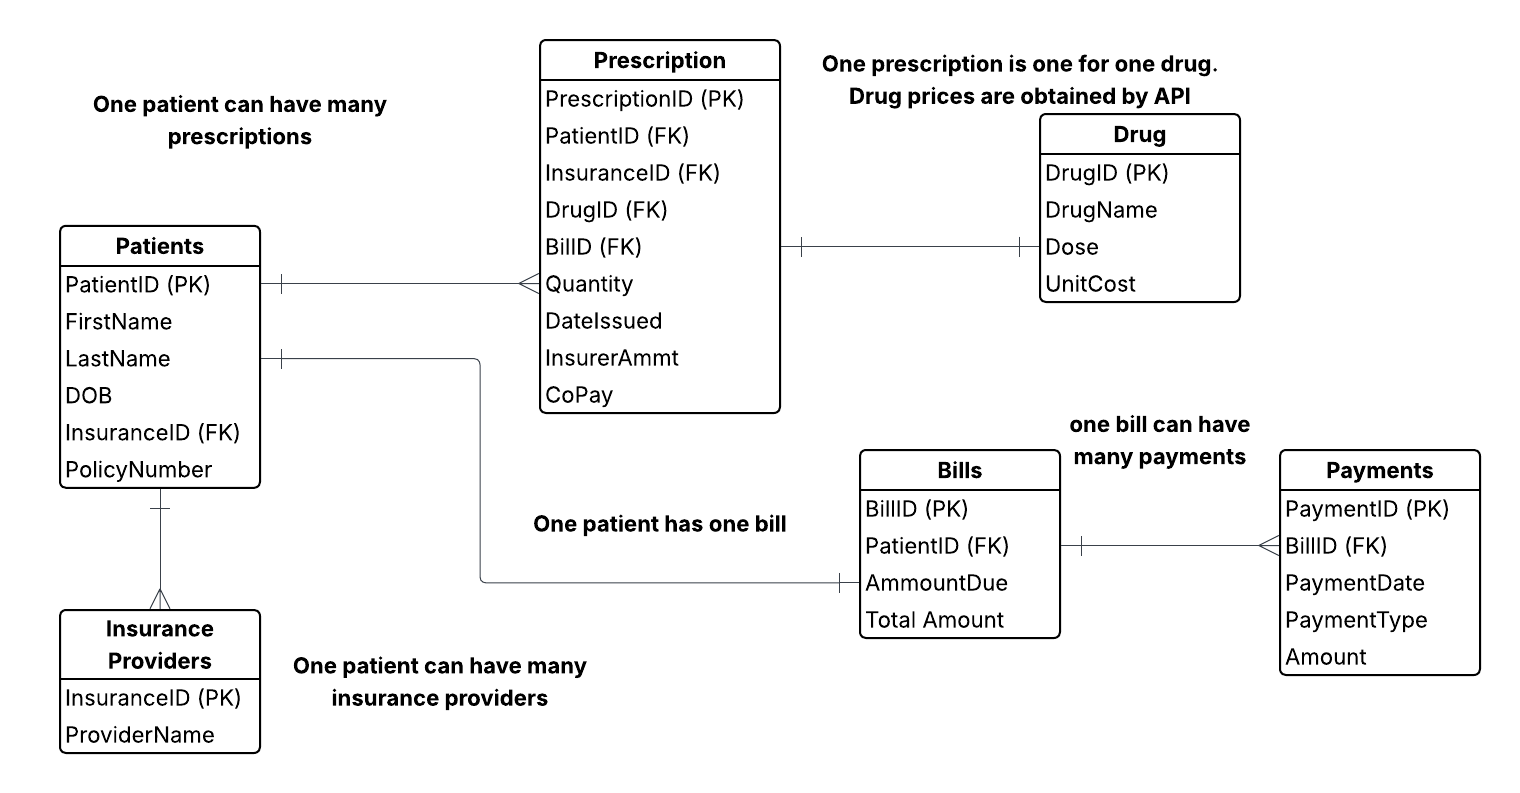 One patient can have many
prescriptions
Prescription
PrescriptionID (PK)
PatientID (FK)
InsuranceID (FK)
DrugID (FK)
BillID (FK)
Quantity
DateIssued
InsurerAmmt
CoPay
One prescription is one for one drug.
Drug prices are obtained by API
Drug
DrugID (PK)
DrugName
Dose
UnitCost
Patients
PatientID (PK)
FirstName
LastName
DOB
InsuranceID (FK)
PolicyNumber
One patient has one bill
one bill can have
many payments
Bills
BillID (PK)
PatientID (FK)
AmmountDue
Total Amount
Payments
PaymentID (PK)
BillID (FK)
PaymentDate
PaymentType
Amount
Insurance
Providers
InsuranceID (PK)
ProviderName
One patient can have many
insurance providers